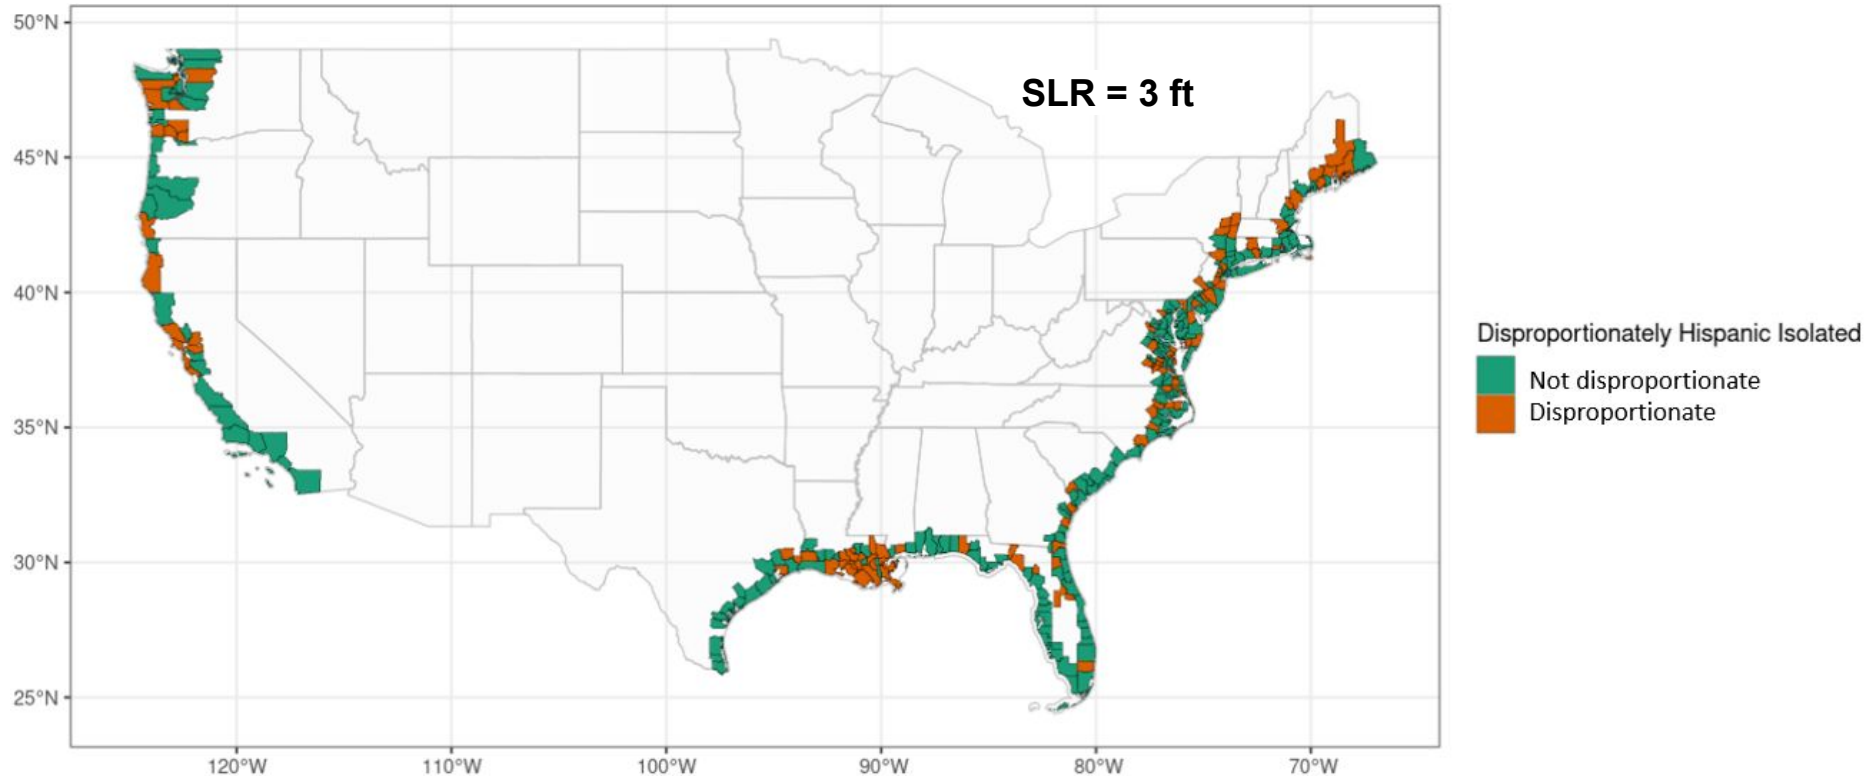 50°N
SLR = 3 ft
45°N
40°N
Disproportionately Hispanic Isolated
Not disproportionate
Disproportionate
35°N
30°N
25°N
120°W 110°W 100°W 90°W 80°W 70°W